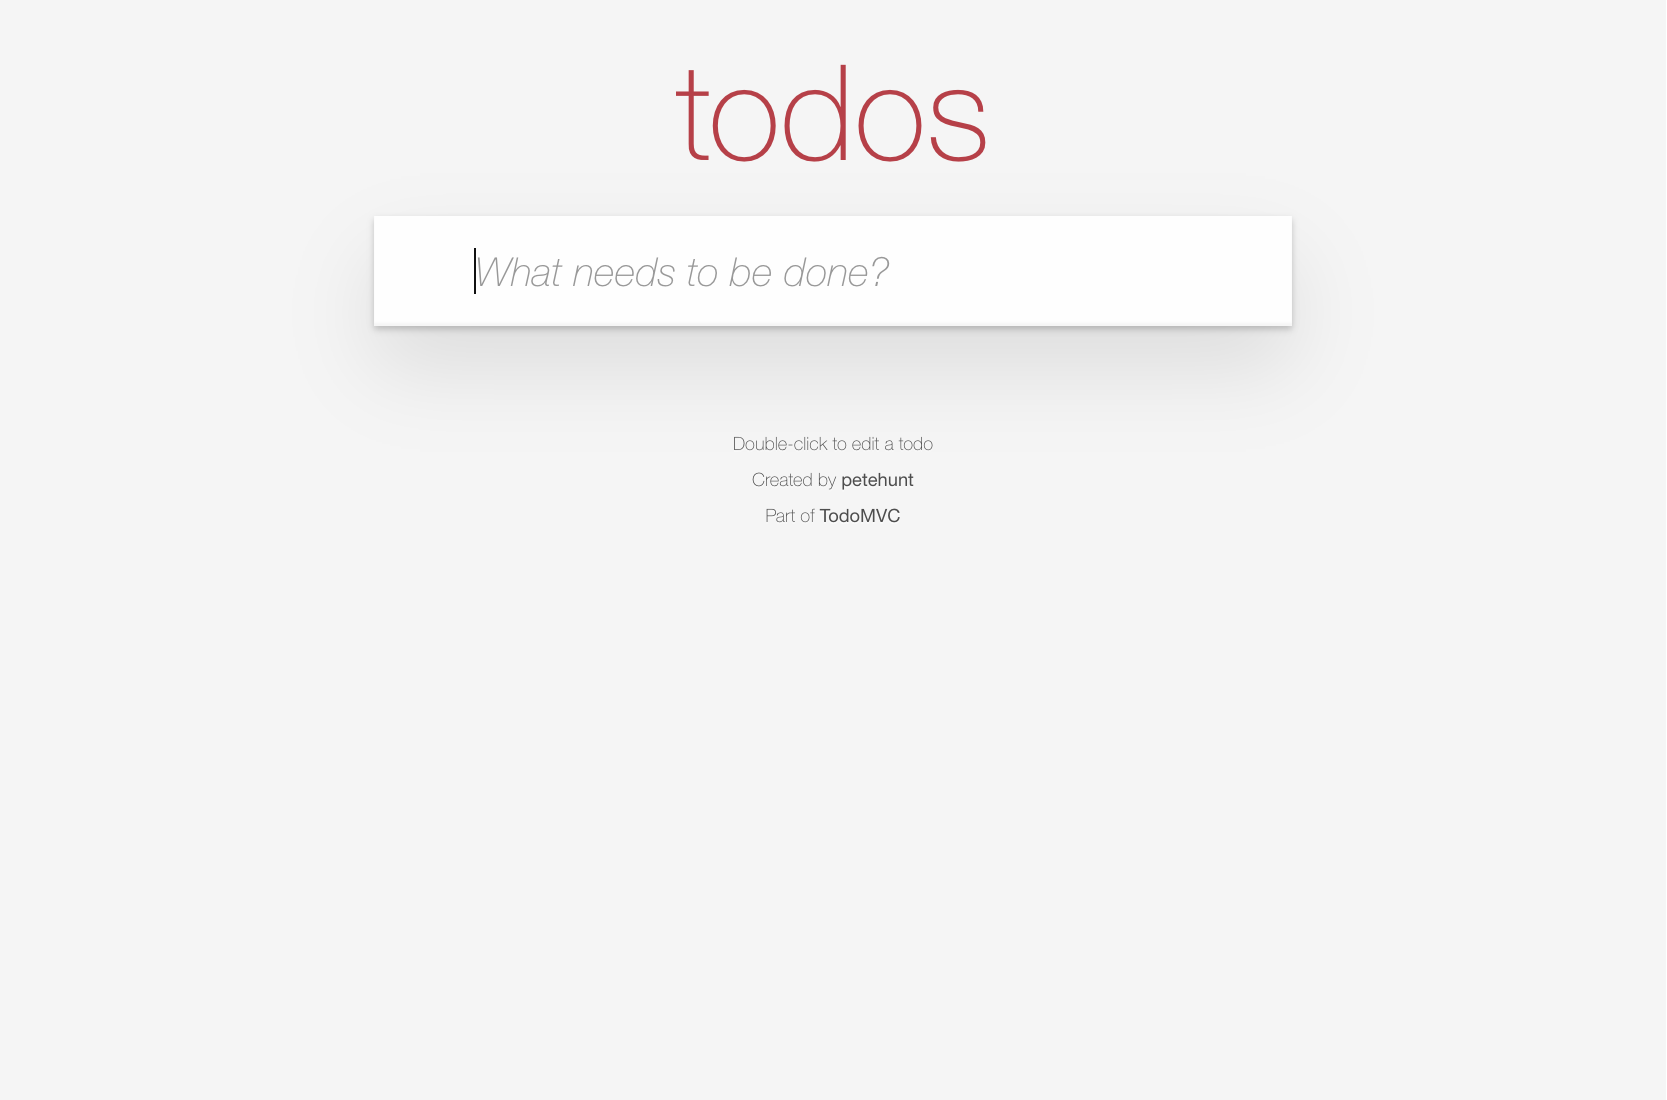 todos
What needs to be done?
Double-click to edit a todo
Created by petehunt
Part of TodoMVC